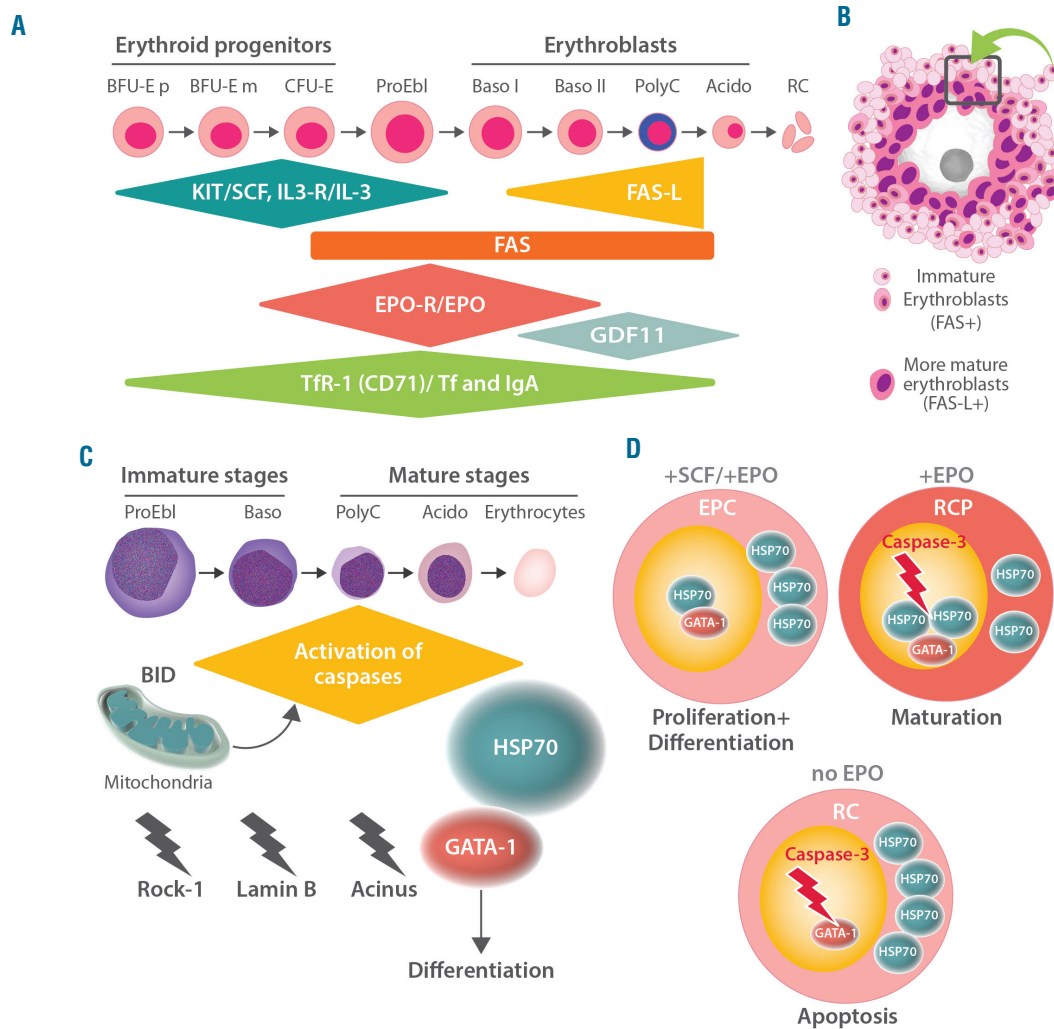 A
Erythroid progenitors
Erythroblasts
BFU-E p
BFU-E m
CFU-E
ProEbl
Baso I
Baso II
PolyC
Acido
RC
KIT/SCF, IL3-R/IL-3
FAS-L
FAS
EPO-R/EPO
GDF11
TfR-1 (CD71)/ Tf and IgA
B
Immature
Erythroblasts
(FAS+)
More mature
erythroblasts
(FAS-L+)
C
Immature stages
Mature stages
ProEbl
Baso
PolyC
Acido
Erythrocytes
Activation of
caspases
BID
Mitochondria
HSP70
GATA-1
Rock-1
Lamin B
Acinus
Differentiation
D
+SCF/+EPO
EPC
HSP70
HSP70
HSP70
HSP70
GATA-1
Proliferation+
Differentiation
+EPO
RCP
Caspase-3
HSP70
HSP70
HSP70
HSP70
GATA-1
Maturation
no EPO
RC
Caspase-3
HSP70
HSP70
HSP70
HSP70
GATA-1
Apoptosis